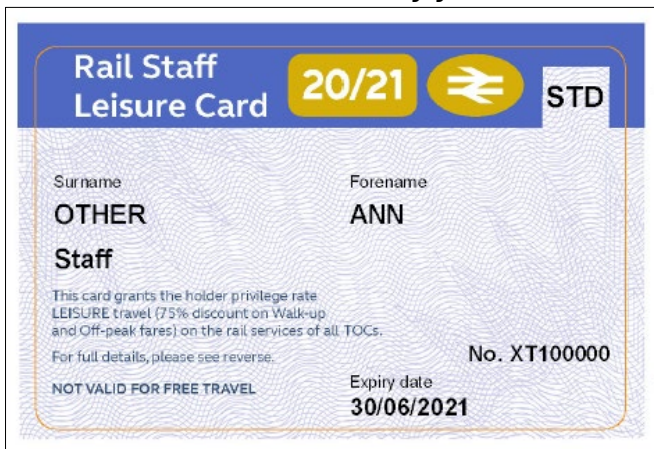 Rail Staff
Leisure Card
20/21
STD
Surname
Forename
OTHER
ANN
Staff
This card grants the holder privilege rate
LEISURE travel (75% discount on Walk-up
and Off-peak fares) on the rail services of all TOCs.
For full details, please see reverse.
No. XT100000
NOT VALID FOR FREE TRAVEL
Expiry date
30/06/2021